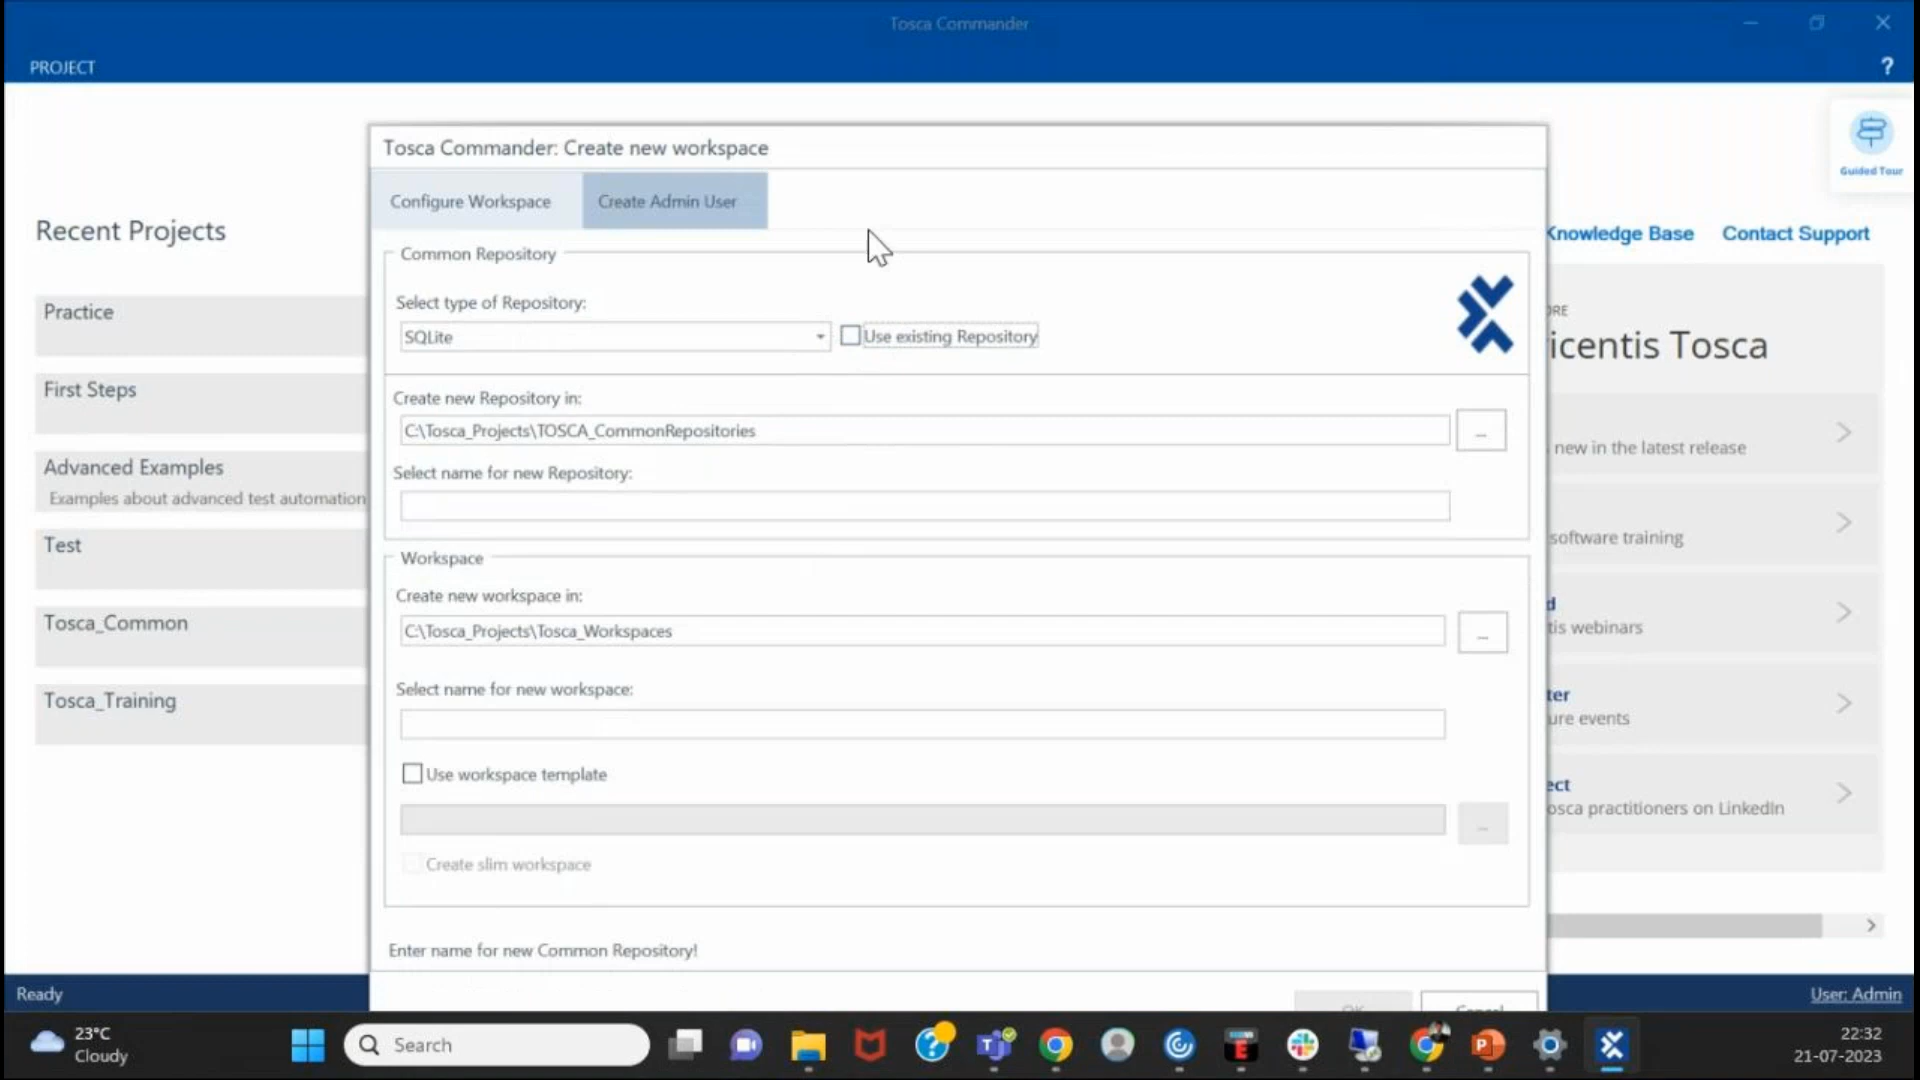 Tosca Commander
PROJECT
?
Guided Tour
Recent Projects
Knowledge Base
Contact Support
Practice
First Steps
Advanced Examples
Examples about advanced test automation
Test
Tosca_Common
Tosca_Training
Tosca Commander: Create new workspace
Configure Workspace
Create Admin User
Common Repository
Select type of Repository:
SQLite
Use existing Repository
Create new Repository in:
C:\Tosca_Projects\TOSCA_CommonRepositories
...
Select name for new Repository:
Workspace
Create new workspace in:
C:\Tosca_Projects\Tosca_Workspaces
...
Select name for new workspace:
Use workspace template
...
Create slim workspace
Enter name for new Common Repository!
OK
Cancel
ORE
icentis Tosca
new in the latest release
software training
d
tis webinars
ter
ure events
ect
osca practitioners on LinkedIn
Ready
User: Admin
23°C
Cloudy
Search
22:32
21-07-2023